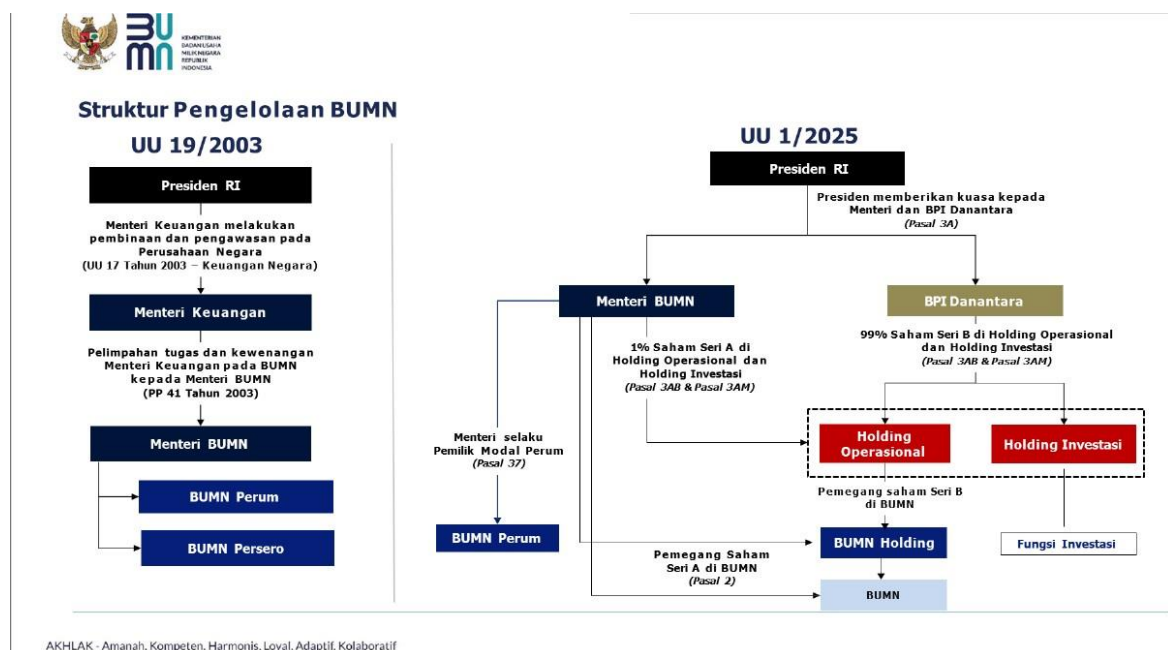 BUMN
KEMENTERIAN
BADAN USAHA
MILIK NEGARA
REPUBLIK
INDONESIA
Struktur Pengelolaan BUMN
UU 19/2003
Presiden RI
Menteri Keuangan melakukan
pembinaan dan pengawasan pada
Perusahaan Negara
(UU 17 Tahun 2003 – Keuangan Negara)
Menteri Keuangan
Pelimpahan tugas dan kewenangan
Menteri Keuangan pada BUMN
kepada Menteri BUMN
(PP 41 Tahun 2003)
Menteri BUMN
BUMN Perum
BUMN Persero
UU 1/2025
Presiden RI
Presiden memberikan kuasa kepada
Menteri dan BPI Danantara
(Pasal 3A)
Menteri BUMN
BPI Danantara
1% Saham Seri A di
Holding Operasional dan
Holding Investasi
(Pasal 3AB & Pasal 3AM)
99% Saham Seri B di Holding Operasional
dan Holding Investasi
(Pasal 3AB & Pasal 3AM)
Menteri selaku
Pemilik Modal Perum
(Pasal 37)
Holding
Operasional
Holding Investasi
Pemegang saham Seri B
di BUMN
BUMN Perum
BUMN Holding
Fungsi Investasi
Pemegang Saham
Seri A di BUMN
(Pasal 2)
BUMN
AKHLAK - Amanah, Kompeten, Harmonis, Loyal, Adaptif, Kolaboratif